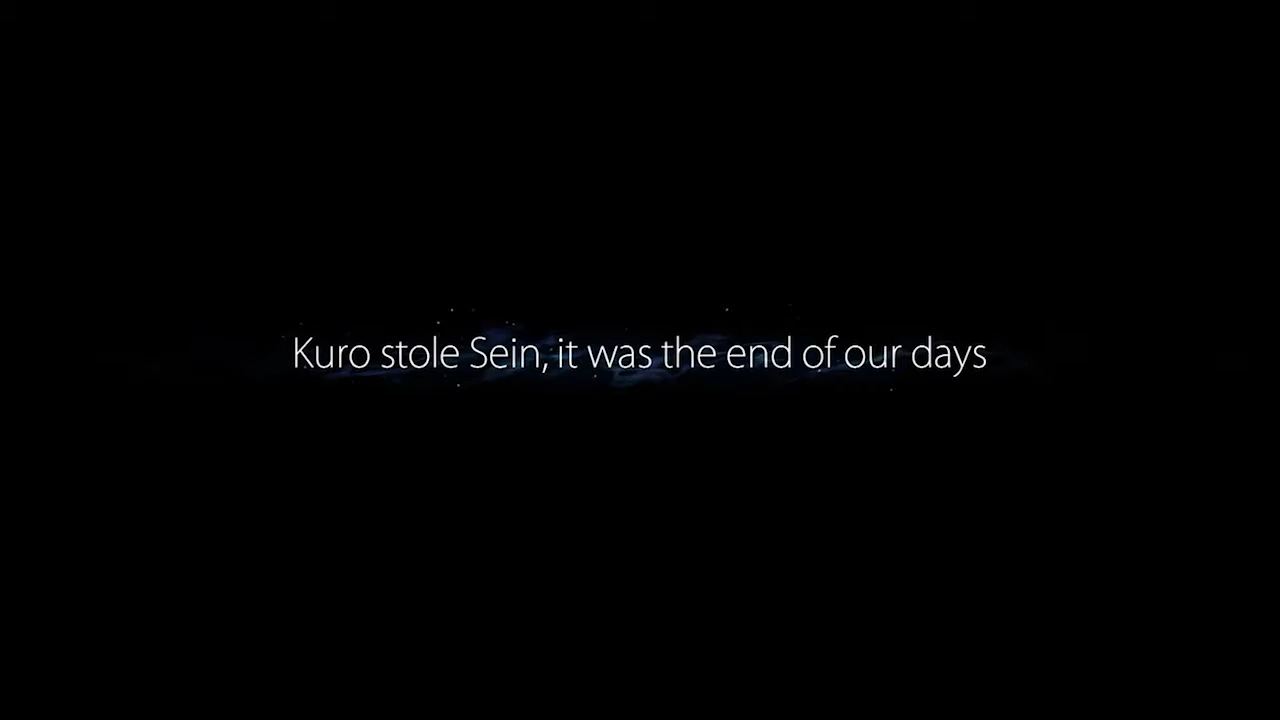 Kuro stole Sein, it was the end of our days